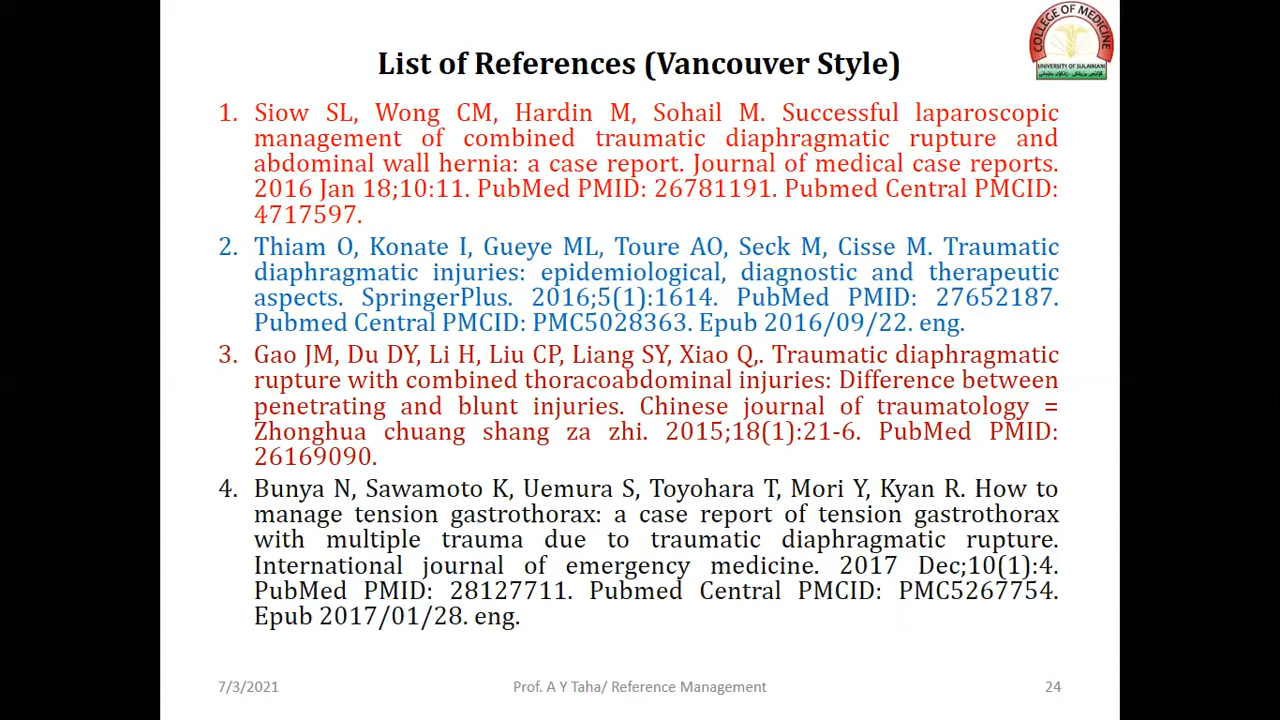 COLLEGE OF MEDICINE
UNIVERSITY OF SULAIMANI
List of References (Vancouver Style)
1. Siow SL, Wong CM, Hardin M, Sohail M. Successful laparoscopic
management of combined traumatic diaphragmatic rupture and
abdominal wall hernia: a case report. Journal of medical case reports.
2016 Jan 18;10:11. PubMed PMID: 26781191. Pubmed Central PMCID:
4717597.
2. Thiam O, Konate I, Gueye ML, Toure AO, Seck M, Cisse M. Traumatic
diaphragmatic injuries: epidemiological, diagnostic and therapeutic
aspects. SpringerPlus. 2016;5(1):1614. PubMed PMID: 27652187.
Pubmed Central PMCID: PMC5028363. Epub 2016/09/22. eng.
3. Gao JM, Du DY, Li H, Liu CP, Liang SY, Xiao Q,. Traumatic diaphragmatic
rupture with combined thoracoabdominal injuries: Difference between
penetrating and blunt injuries. Chinese journal of traumatology =
Zhonghua chuang shang za zhi. 2015;18(1):21-6. PubMed PMID:
26169090.
4. Bunya N, Sawamoto K, Uemura S, Toyohara T, Mori Y, Kyan R. How to
manage tension gastrothorax: a case report of tension gastrothorax
with multiple trauma due to traumatic diaphragmatic rupture.
International journal of emergency medicine. 2017 Dec;10(1):4.
PubMed PMID: 28127711. Pubmed Central PMCID: PMC5267754.
Epub 2017/01/28. eng.
7/3/2021 Prof. A Y Taha/ Reference Management 24